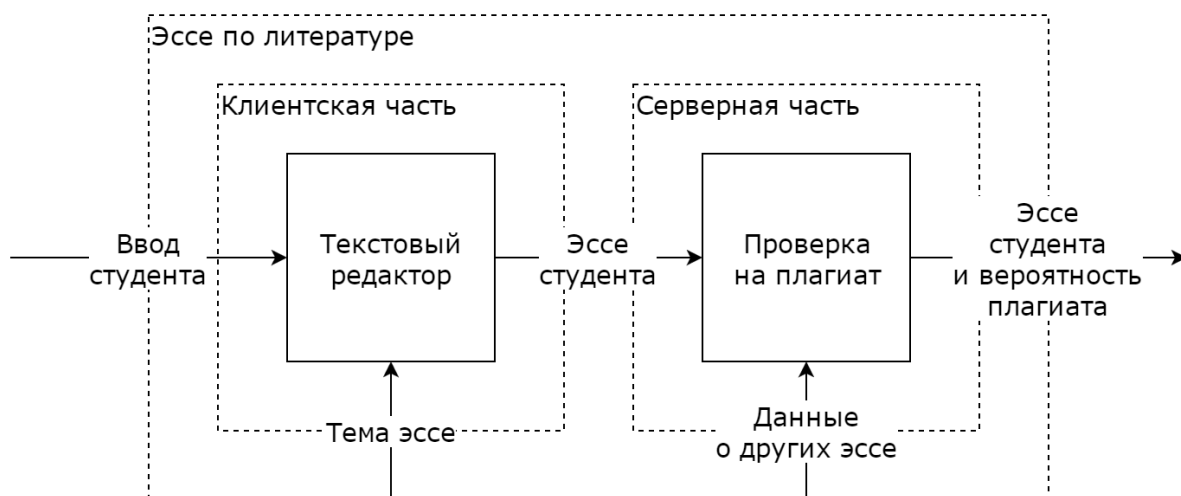 Эссе по литературе
Клиентская часть
Серверная часть
Ввод
студента
Текстовый
редактор
Эссе
студента
Проверка
на плагиат
Эссе
студента
и вероятность
плагиата
Тема эссе
Данные
о других эссе